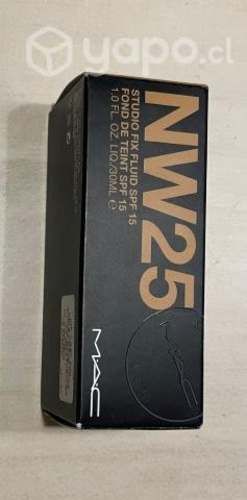 yapo.cl
NW25
STUDIO FIX FLUID SPF 15
FOND DE TEINT SPF 15
1.0 FL. OZ. LIQ/30ML e
MAC
MAC